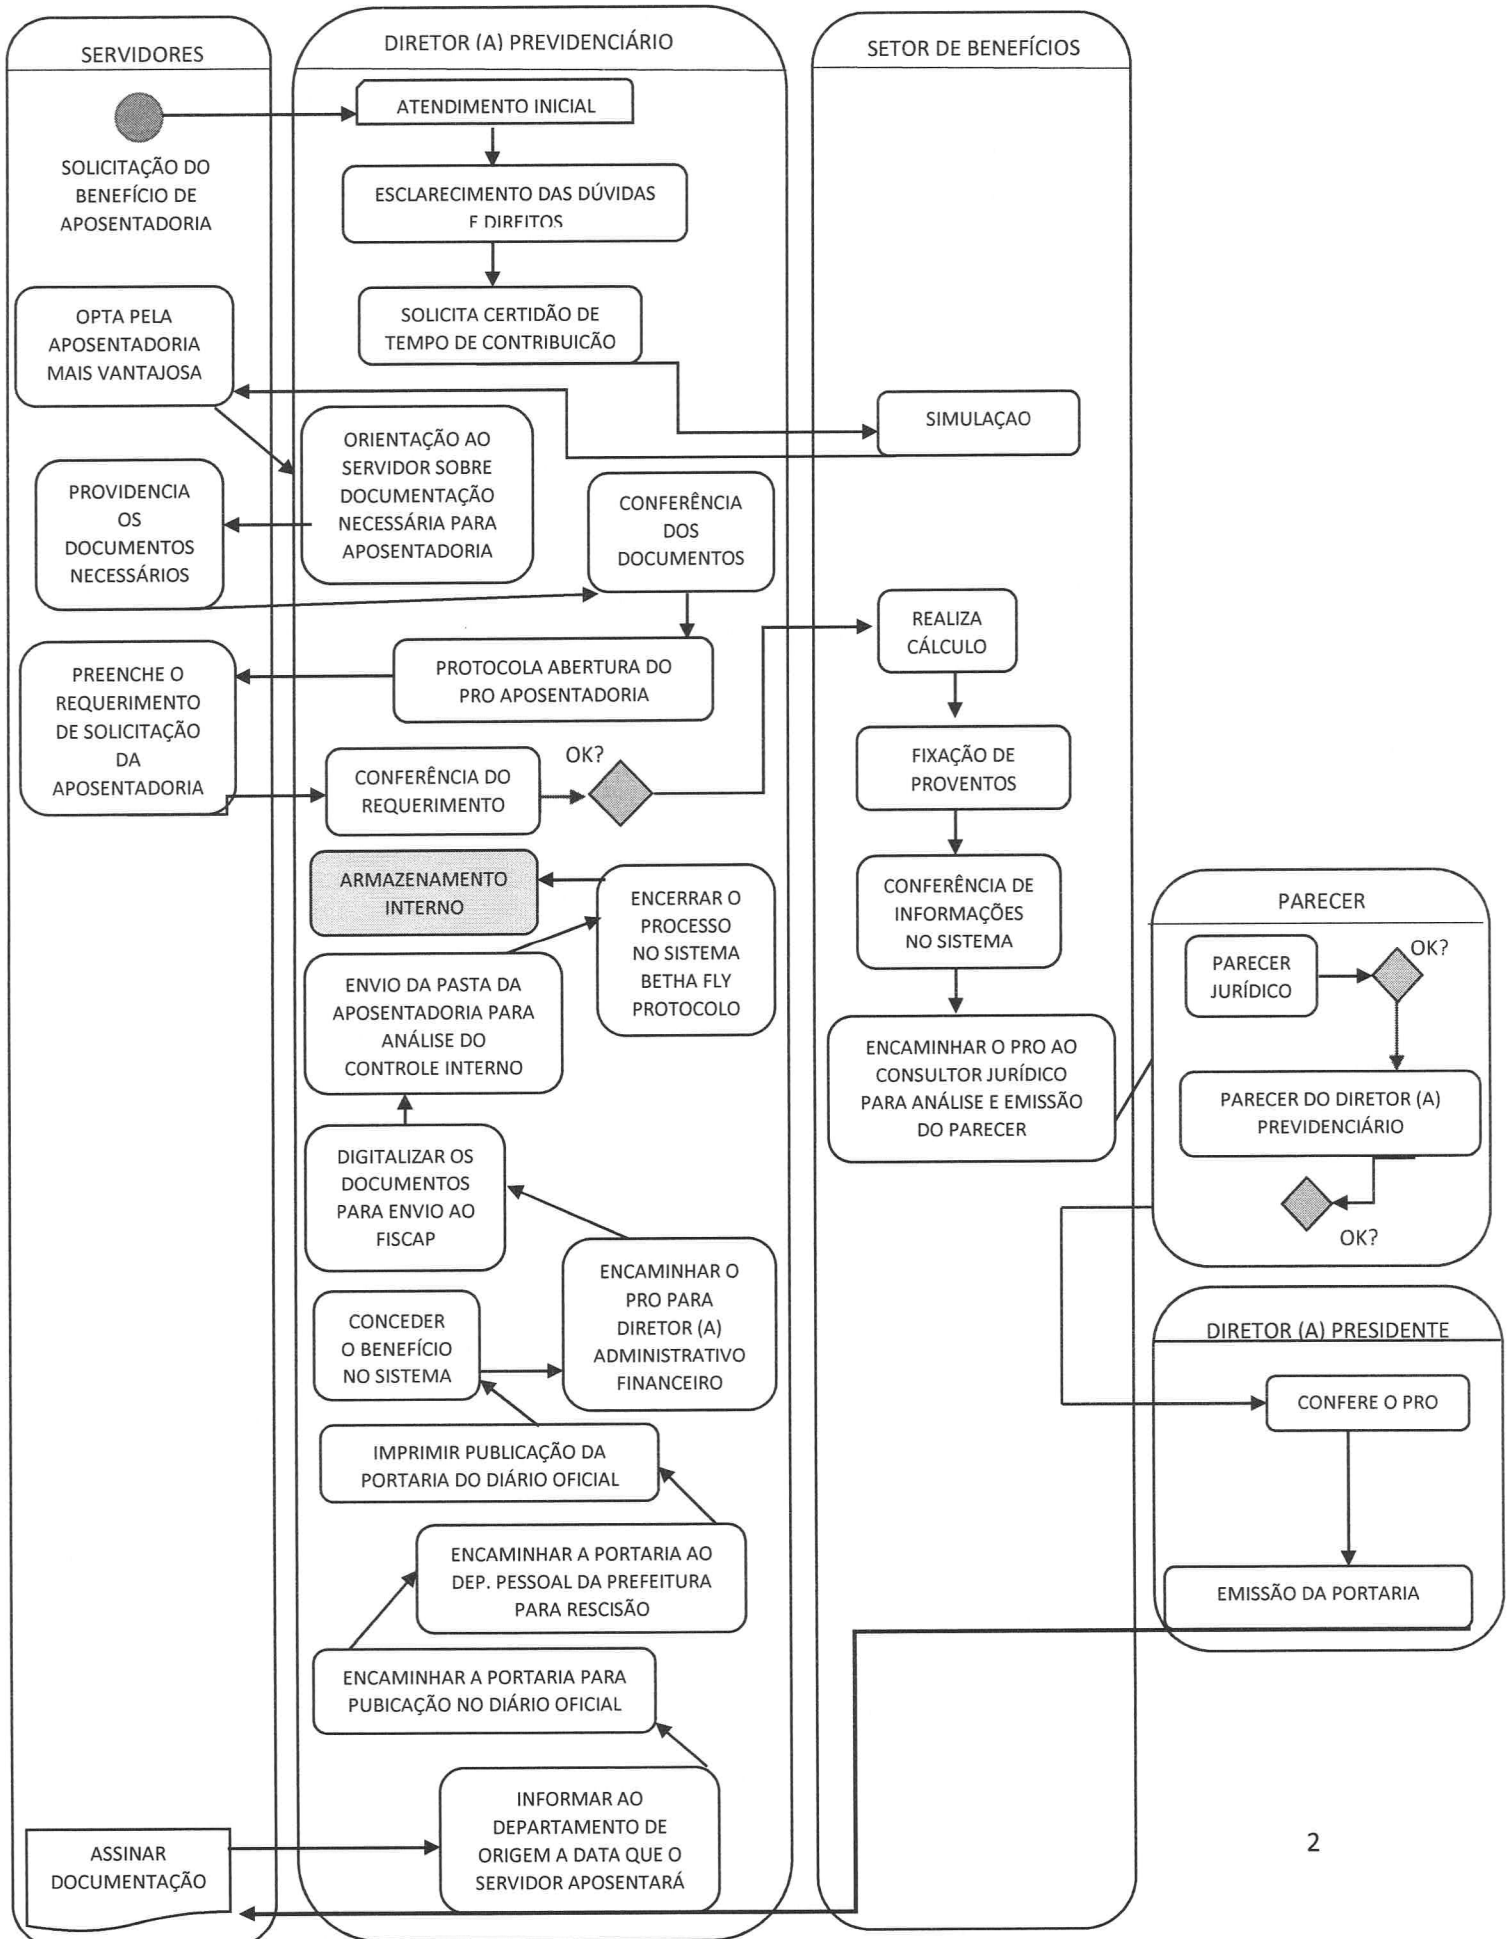 SERVIDORES
SOLICITAÇÃO DO
BENEFÍCIO DE
APOSENTADORIA
OPTA PELA
APOSENTADORIA
MAIS VANTAJOSA
PROVIDENCIA
OS
DOCUMENTOS
NECESSÁRIOS
PREENCHE O
REQUERIMENTO
DE SOLICITAÇÃO
DA
APOSENTADORIA
ASSINAR
DOCUMENTAÇÃO
DIRETOR (A) PREVIDENCIÁRIO
ATENDIMENTO INICIAL
ESCLARECIMENTO DAS DÚVIDAS
E DIREITOS
SOLICITA CERTIDÃO DE
TEMPO DE CONTRIBUICÃO
ORIENTAÇÃO AO
SERVIDOR SOBRE
DOCUMENTAÇÃO
NECESSÁRIA PARA
APOSENTADORIA
CONFERÊNCIA
DOS
DOCUMENTOS
PROTOCOLA ABERTURA DO
PRO APOSENTADORIA
CONFERÊNCIA DO
REQUERIMENTO
OK?
ARMAZENAMENTO
INTERNO
ENCERRAR O
PROCESSO
NO SISTEMA
BETHA FLY
PROTOCOLO
ENVIO DA PASTA DA
APOSENTADORIA PARA
ANÁLISE DO
CONTROLE INTERNO
DIGITALIZAR OS
DOCUMENTOS
PARA ENVIO AO
FISCAP
ENCAMINHAR O
PRO PARA
DIRETOR (A)
ADMINISTRATIVO
FINANCEIRO
CONCEDER
O BENEFÍCIO
NO SISTEMA
IMPRIMIR PUBLICAÇÃO DA
PORTARIA DO DIÁRIO OFICIAL
ENCAMINHAR A PORTARIA AO
DEP. PESSOAL DA PREFEITURA
PARA RESCISÃO
ENCAMINHAR A PORTARIA PARA
PUBICAÇÃO NO DIÁRIO OFICIAL
INFORMAR AO
DEPARTAMENTO DE
ORIGEM A DATA QUE O
SERVIDOR APOSENTARÁ
SETOR DE BENEFÍCIOS
SIMULAÇAO
REALIZA
CÁLCULO
FIXAÇÃO DE
PROVENTOS
CONFERÊNCIA DE
INFORMAÇÕES
NO SISTEMA
ENCAMINHAR O PRO AO
CONSULTOR JURÍDICO
PARA ANÁLISE E EMISSÃO
DO PARECER
PARECER
PARECER
JURÍDICO
OK?
PARECER DO DIRETOR (A)
PREVIDENCIÁRIO
OK?
DIRETOR (A) PRESIDENTE
CONFERE O PRO
EMISSÃO DA PORTARIA
2